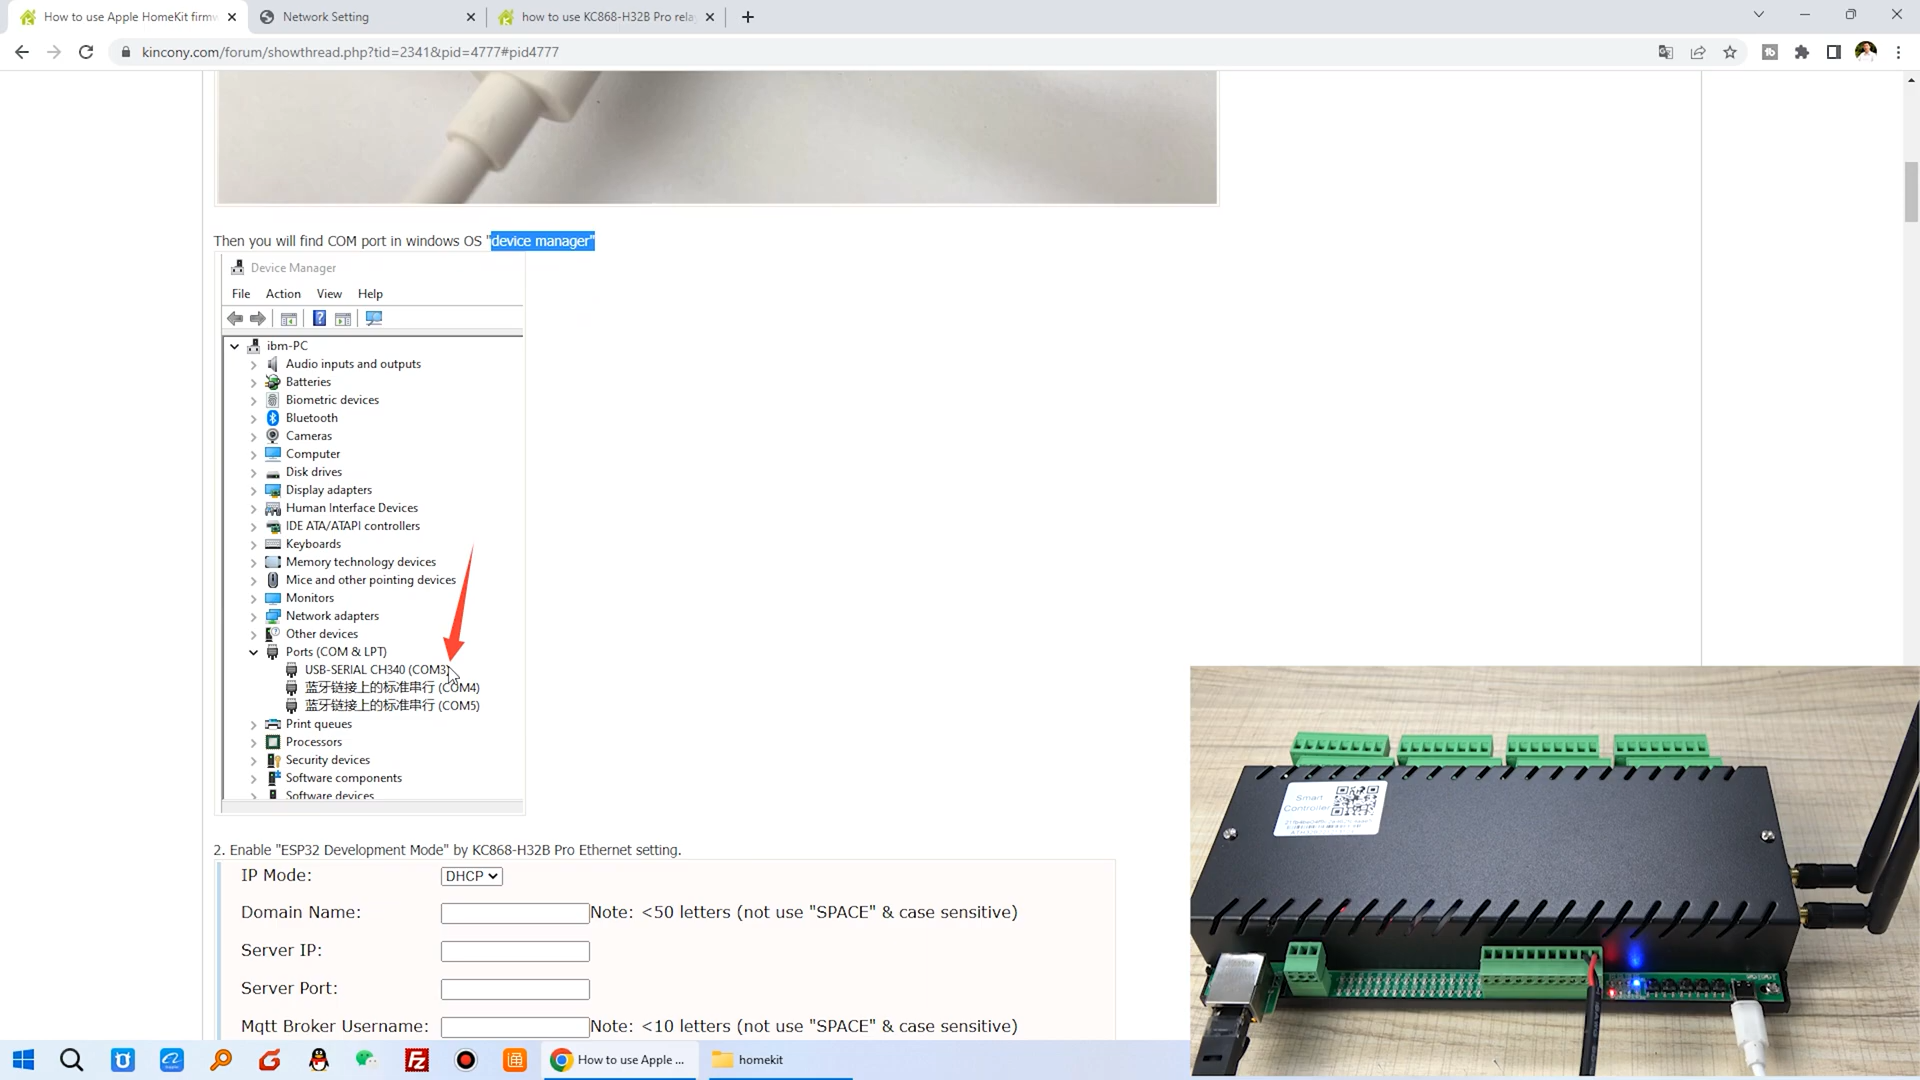 How to use Apple HomeKit firmw
Network Setting
how to use KC868-H32B Pro rela
kincony.com/forum/showthread.php?tid=2341&pid=4777#pid4777
Then you will find COM port in windows OS "device manager"
Device Manager
File Action View Help
ibm-PC
Audio inputs and outputs
Batteries
Biometric devices
Bluetooth
Cameras
Computer
Disk drives
Display adapters
Human Interface Devices
IDE ATA/ATAPI controllers
Keyboards
Memory technology devices
Mice and other pointing devices
Monitors
Network adapters
Other devices
Ports (COM & LPT)
USB-SERIAL CH340 (COM3)
蓝牙链接上的标准串行 (COM4)
蓝牙链接上的标准串行 (COM5)
Print queues
Processors
Security devices
Software components
Software devices
2. Enable "ESP32 Development Mode" by KC868-H32B Pro Ethernet setting.
IP Mode: DHCP
Domain Name: Note: <50 letters (not use "SPACE" & case sensitive)
Server IP:
Server Port:
Mqtt Broker Username: Note: <10 letters (not use "SPACE" & case sensitive)
Smart
Controller
How to use Apple ...
homekit